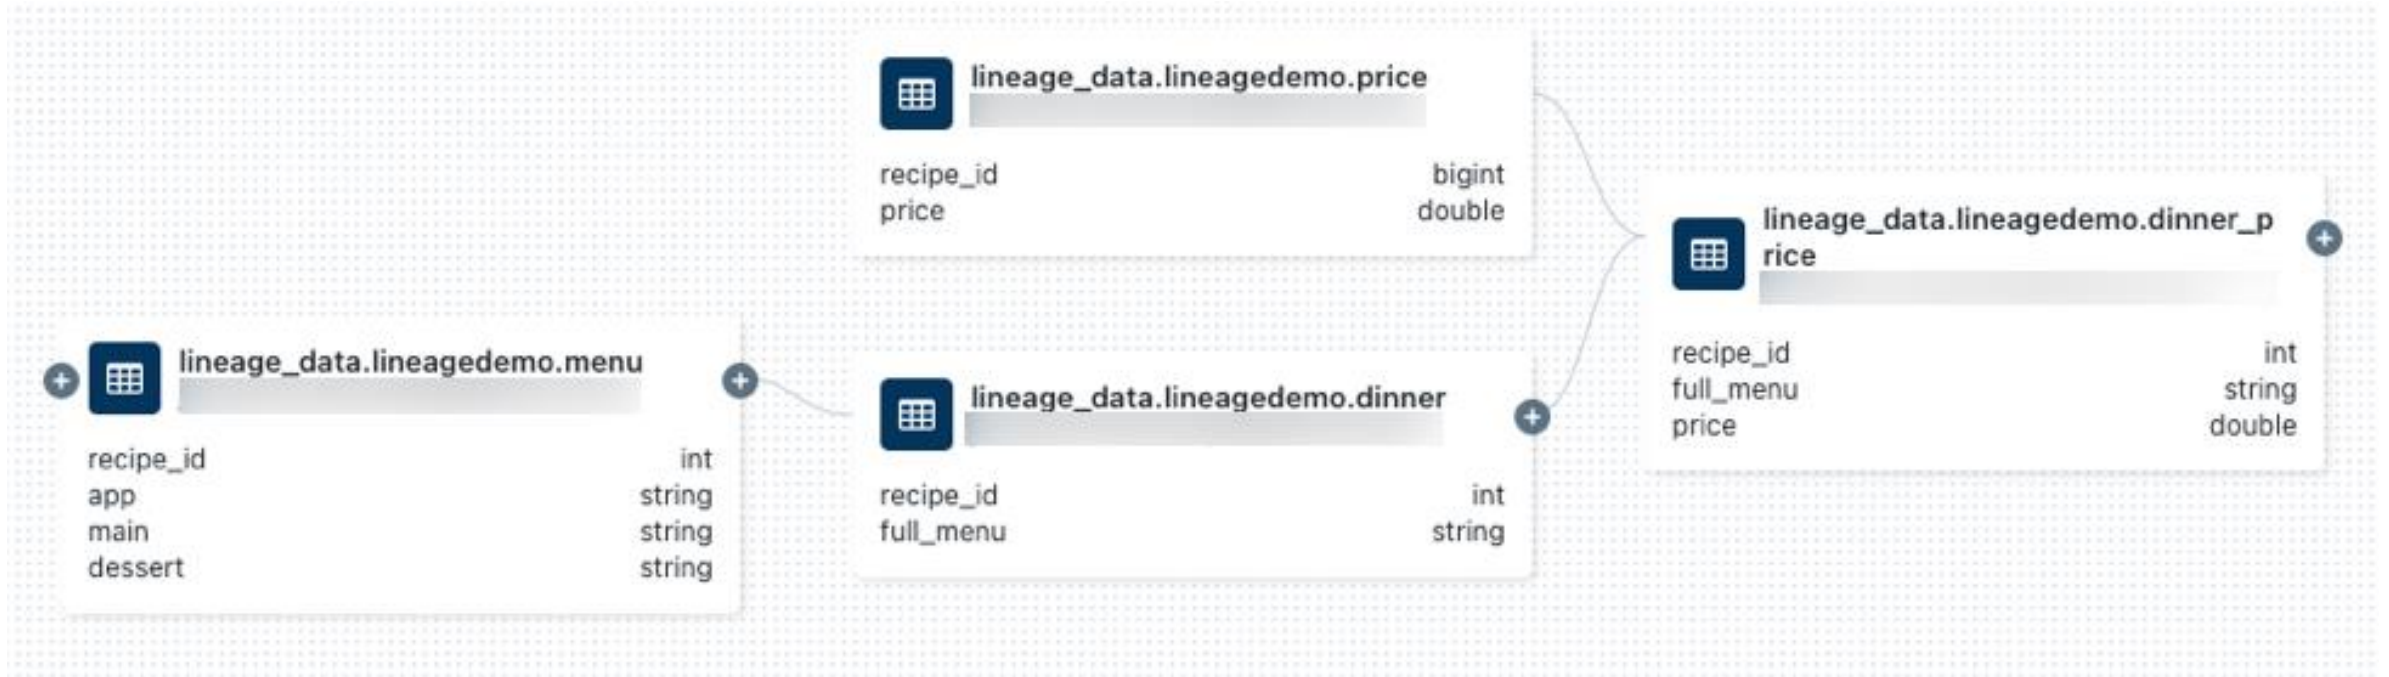 lineage_data.lineagedemo.price
recipe_id bigint
price double
lineage_data.lineagedemo.menu
recipe_id int
app string
main string
dessert string
lineage_data.lineagedemo.dinner
recipe_id int
full_menu string
lineage_data.lineagedemo.dinner_p
rice
recipe_id int
full_menu string
price double